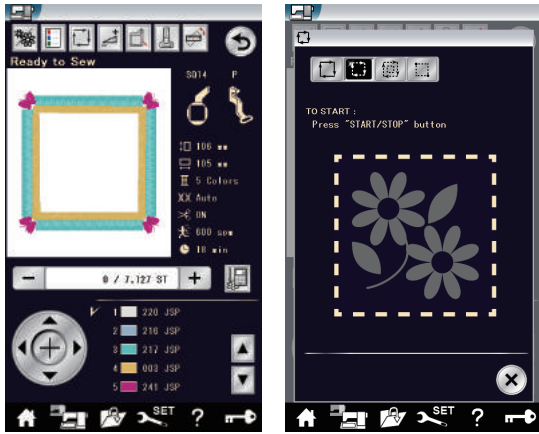 Ready to Sew
SQ14 P
106 mm
105 mm
5 Colors
Auto
ON
600 spm
18 min
− 0 / 7,127 ST +
1 220 JSP
2 216 JSP
3 217 JSP
4 003 JSP
5 241 JSP
SET
?
TO START :
Press "START/STOP" button
SET
?